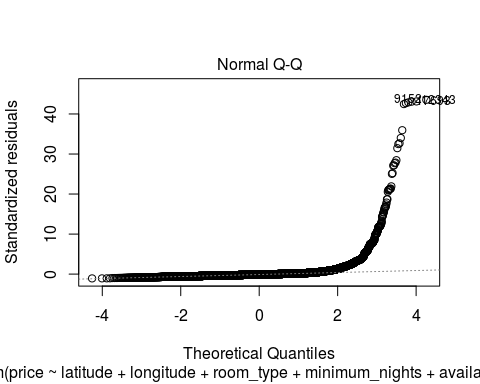 Normal Q-Q
Standardized residuals
40
30
20
10
0
-4 -2 0 2 4
Theoretical Quantiles
m(price ~ latitude + longitude + room_type + minimum_nights + availa